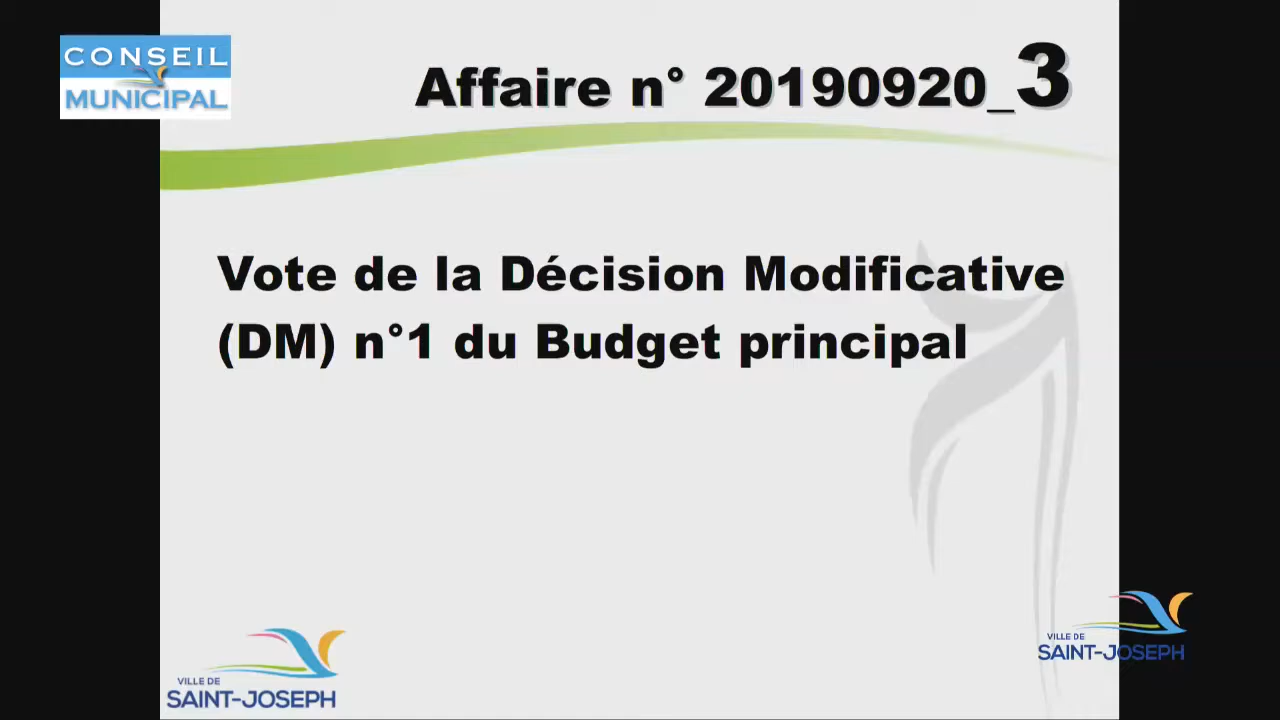 CONSEIL
MUNICIPAL
Affaire n° 20190920_3
Vote de la Décision Modificative
(DM) n°1 du Budget principal
VILLE DE
SAINT-JOSEPH
VILLE DE
SAINT-JOSEPH